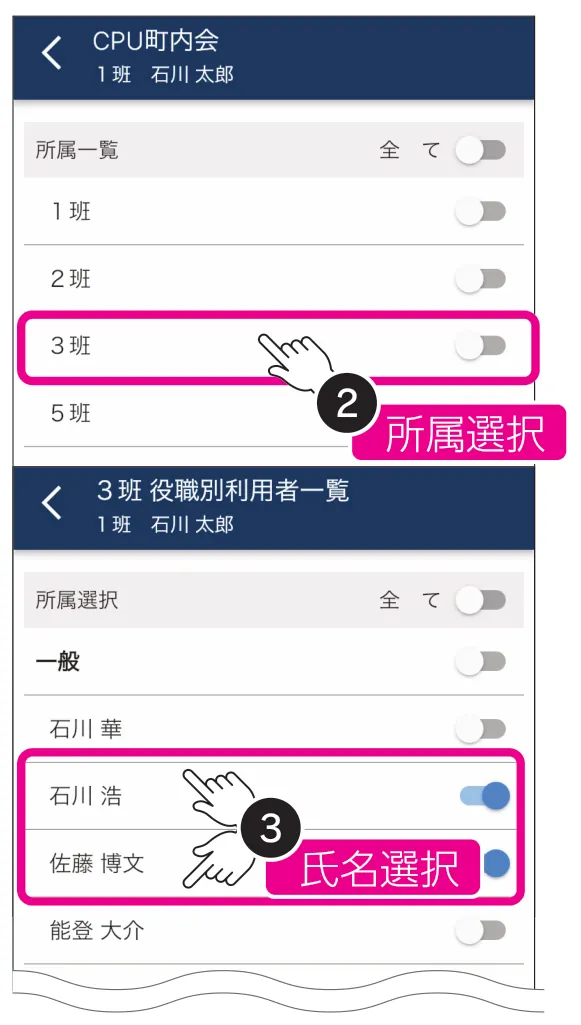 CPU町内会
1班 石川 太郎
所属一覧 全 て
1班
2班
3班
5班
2 所属選択
3班 役職別利用者一覧
1班 石川 太郎
所属選択 全 て
一般
石川 華
石川 浩
佐藤 博文
3 氏名選択
能登 大介